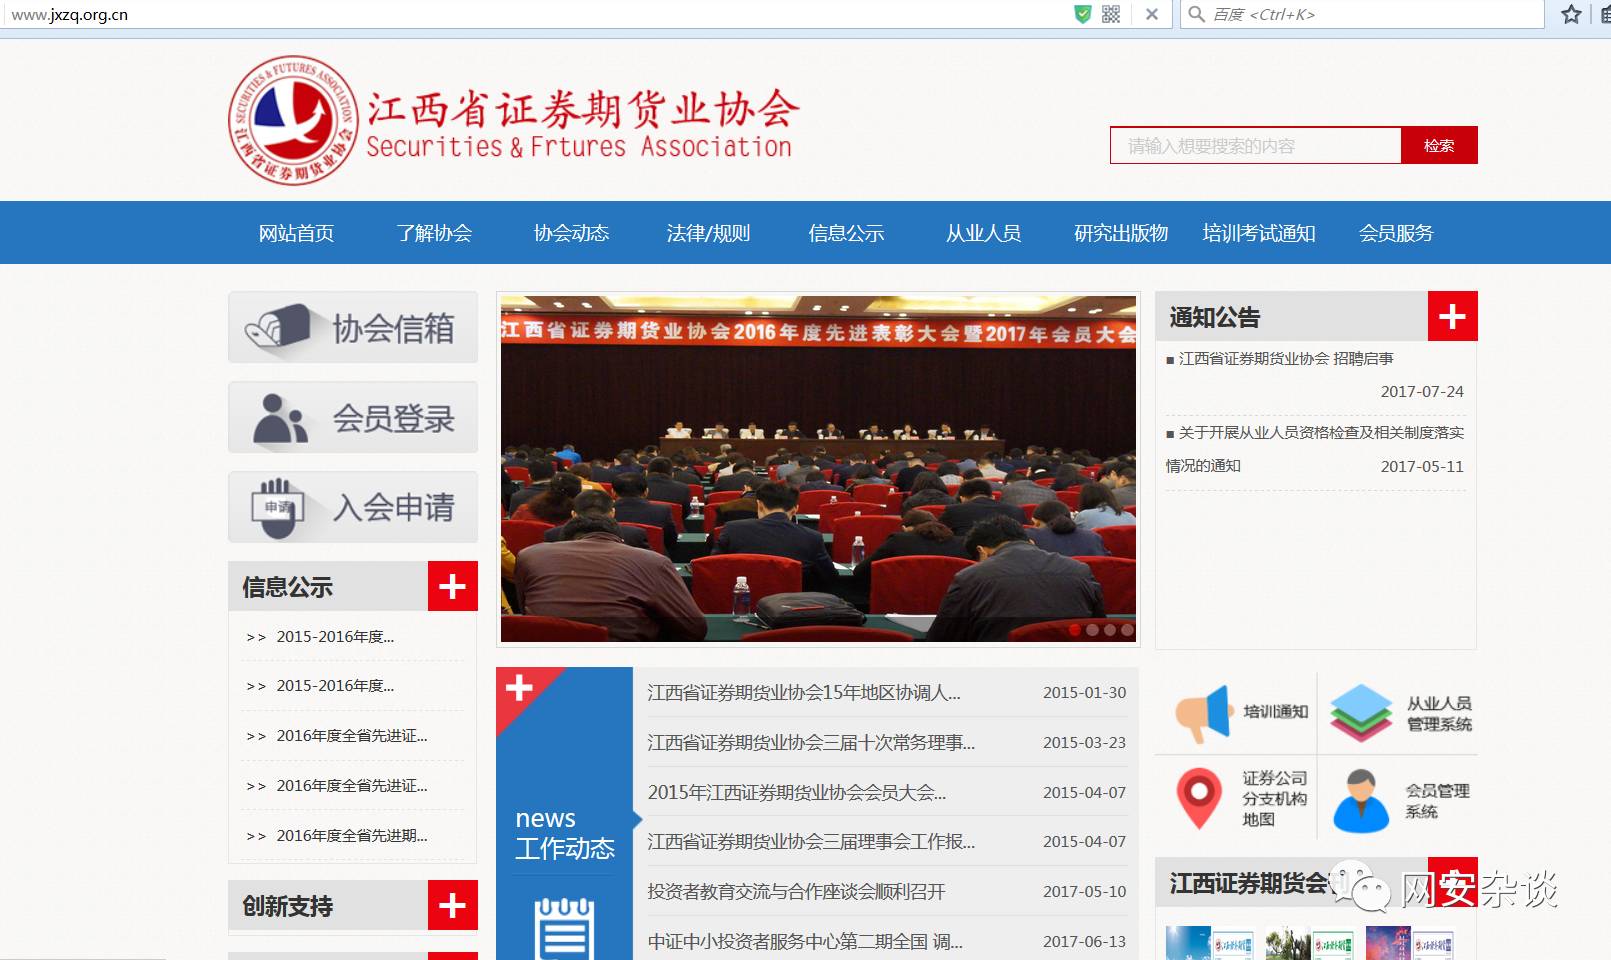 www.jxzq.org.cn
百度 <Ctrl+K>
SECURITIES & FUTURES ASSOCIATION
江西省证券期货业协会
江西省证券期货业协会
Securities & Frtures Association
请输入想要搜索的内容
检索
网站首页
了解协会
协会动态
法律/规则
信息公示
从业人员
研究出版物
培训考试通知
会员服务
协会信箱
会员登录
申请
入会申请
信息公示
>> 2015-2016年度...
>> 2015-2016年度...
>> 2016年度全省先进证...
>> 2016年度全省先进证...
>> 2016年度全省先进期...
创新支持
江西省证券期货业协会2016年度先进表彰大会暨2017年会员大会
news
工作动态
江西省证券期货业协会15年地区协调人... 2015-01-30
江西省证券期货业协会三届十次常务理事... 2015-03-23
2015年江西证券期货业协会会员大会... 2015-04-07
江西省证券期货业协会三届理事会工作报... 2015-04-07
投资者教育交流与合作座谈会顺利召开 2017-05-10
中证中小投资者服务中心第二期全国 调... 2017-06-13
通知公告
■ 江西省证券期货业协会 招聘启事
2017-07-24
■ 关于开展从业人员资格检查及相关制度落实
情况的通知 2017-05-11
培训通知
从业人员
管理系统
证券公司
分支机构
地图
会员管理
系统
江西证券期货会
网安杂谈